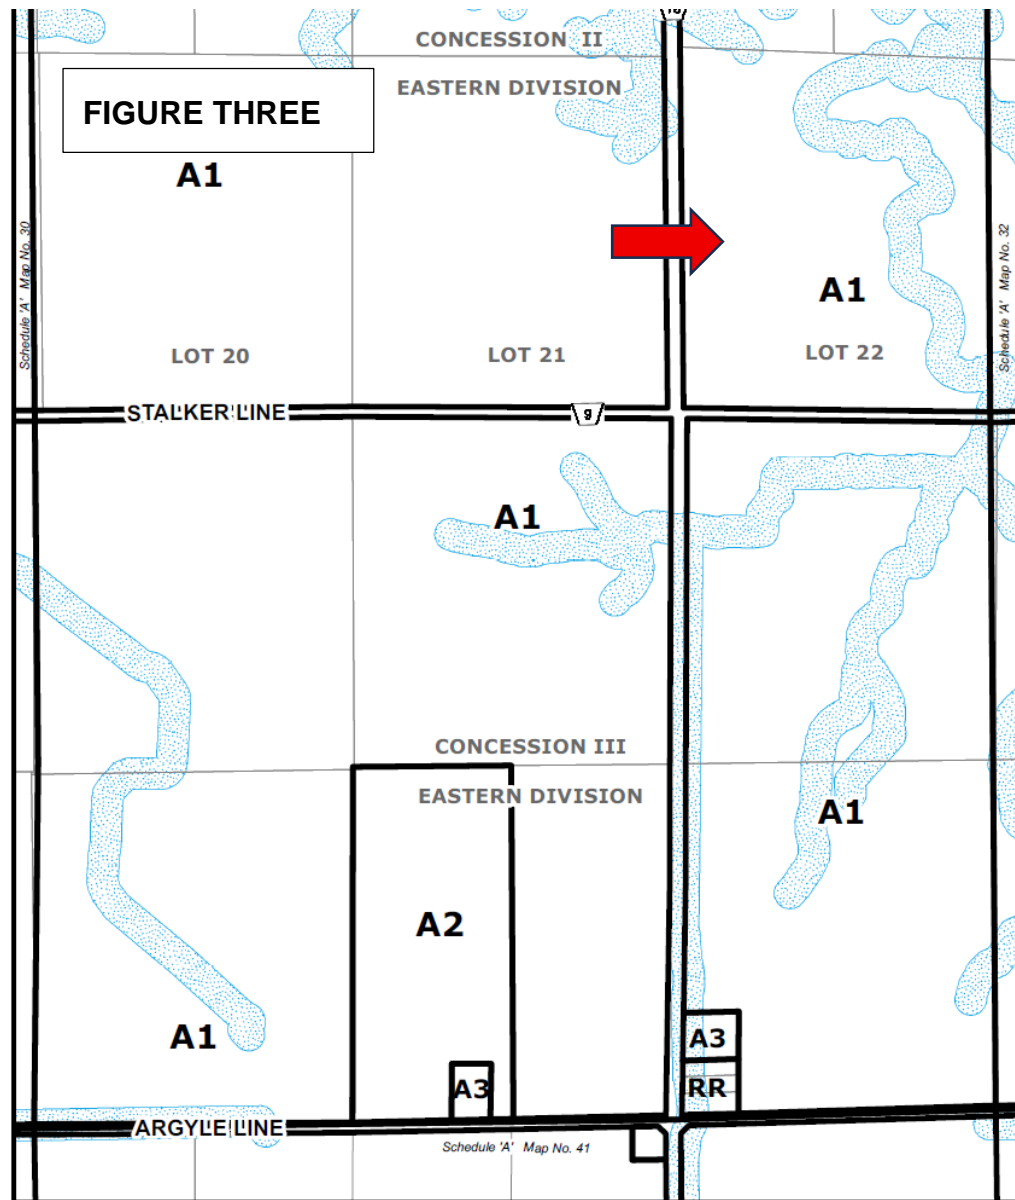 CONCESSION II
EASTERN DIVISION
FIGURE THREE
A1
Schedule 'A' Map No. 30
Schedule 'A' Map No. 32
A1
LOT 20
LOT 21
LOT 22
STALKER LINE
9
A1
CONCESSION III
EASTERN DIVISION
A1
A2
A1
A3
A3
RR
ARGYLE LINE
Schedule 'A' Map No. 41